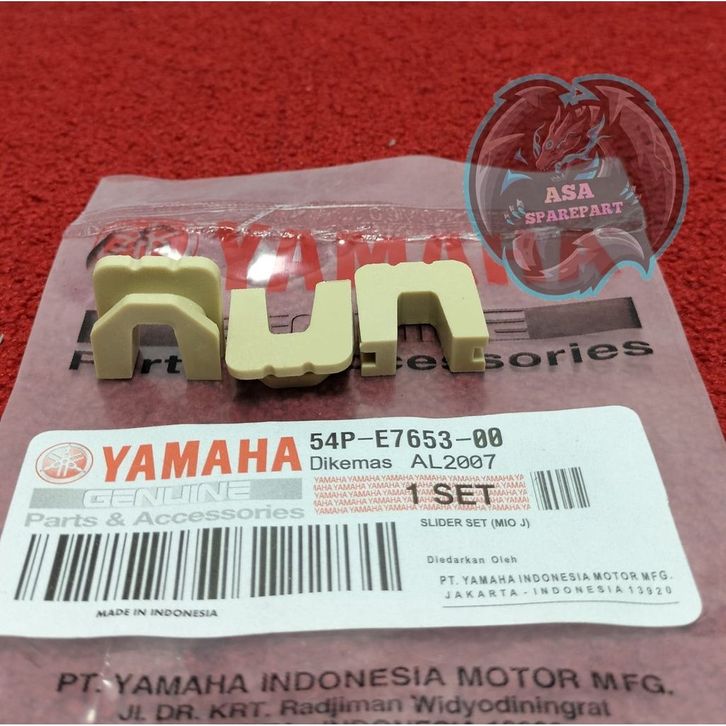 ASA
SPAREPART
YAMAHA
GENUINE
Parts & Accessories
YAMAHA
54P-E7653-00
Dikemas AL2007
GENUINE
1 SET
Parts & Accessories
SLIDER SET (MIO J)
Diedarkan Oleh
PT. YAMAHA INDONESIA MOTOR MFG.
JAKARTA - INDONESIA 13920
MADE IN INDONESIA
PT. YAMAHA INDONESIA MOTOR MFG.
JL DR. KRT. Radjiman Widyodiningrat